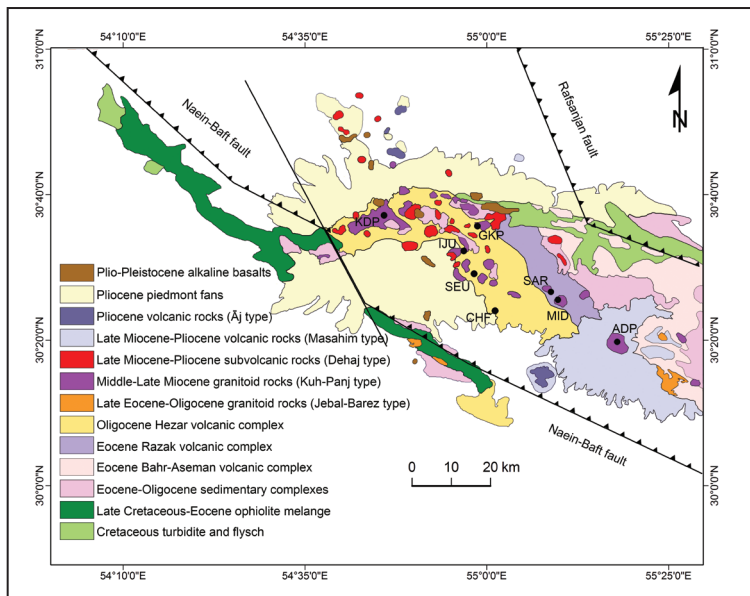 54°10'0"E 54°35'0"E 55°00'0"E 55°25'0"E
31°0'0"N
31°0'0"N
Naein-Baft fault
Rafsanjan fault
N
30°40'0"N
30°40'0"N
KDP
GKP
IJU
SEU
SAR
CHF
MID
ADP
30°20'0"N
30°20'0"N
Plio-Pleistocene alkaline basalts
Pliocene piedmont fans
Pliocene volcanic rocks (Āj type)
Late Miocene-Pliocene volcanic rocks (Masahim type)
Late Miocene-Pliocene subvolcanic rocks (Dehaj type)
Middle-Late Miocene granitoid rocks (Kuh-Panj type)
Late Eocene-Oligocene granitoid rocks (Jebal-Barez type)
Oligocene Hezar volcanic complex
Eocene Razak volcanic complex
Eocene Bahr-Aseman volcanic complex
Eocene-Oligocene sedimentary complexes
Late Cretaceous-Eocene ophiolite melange
Cretaceous turbidite and flysch
Naein-Baft fault
0 10 20 km
30°0'0"N
30°0'0"N
54°10'0"E 54°35'0"E 55°00'0"E 55°25'0"E